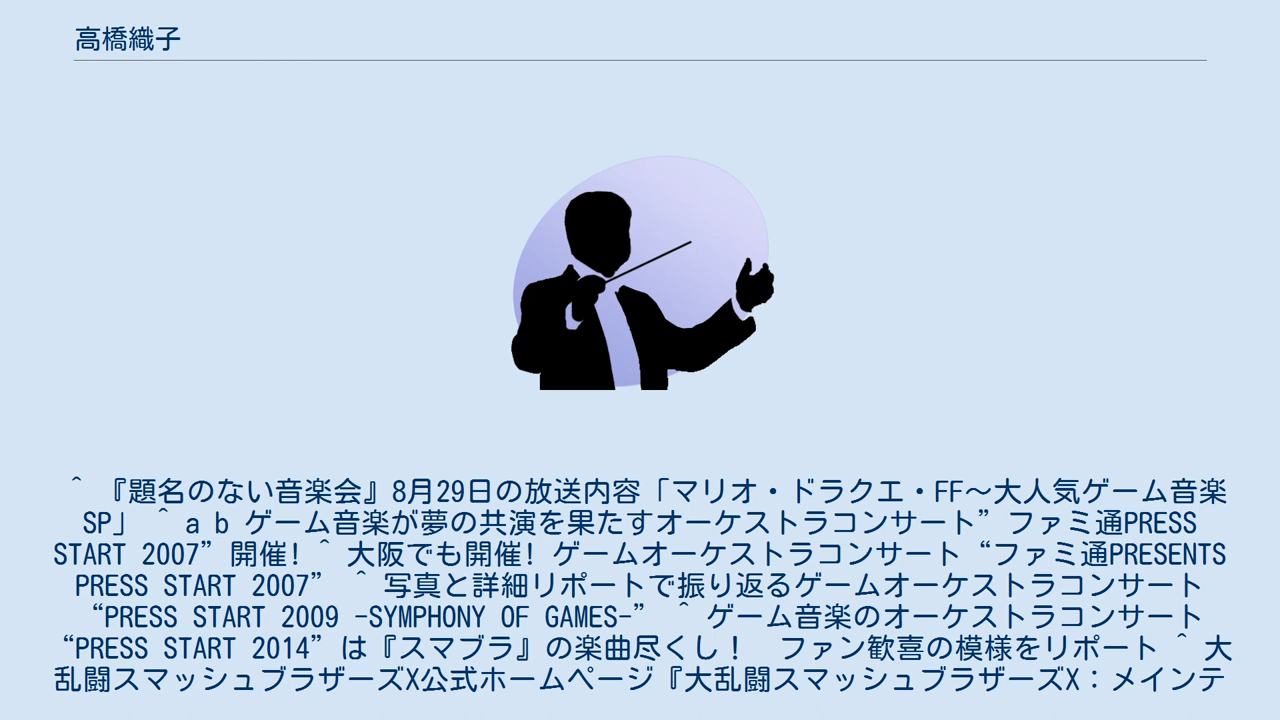 高橋織子
^ 『題名のない音楽会』8月29日の放送内容「マリオ・ドラクエ・FF～大人気ゲーム音楽
SP」 ^ a b ゲーム音楽が夢の共演を果たすオーケストラコンサート” ファミ通PRESS
START 2007” 開催! ^ 大阪でも開催! ゲームオーケストラコンサート “ファミ通PRESENTS
PRESS START 2007” ^ 写真と詳細リポートで振り返るゲームオーケストラコンサート
“PRESS START 2009 -SYMPHONY OF GAMES-” ^ ゲーム音楽のオーケストラコンサート
“PRESS START 2014” は『スマブラ』の楽曲尽くし！　ファン歓喜の模様をリポート ^ 大
乱闘スマッシュブラザーズX公式ホームページ『大乱闘スマッシュブラザーズX：メインテ